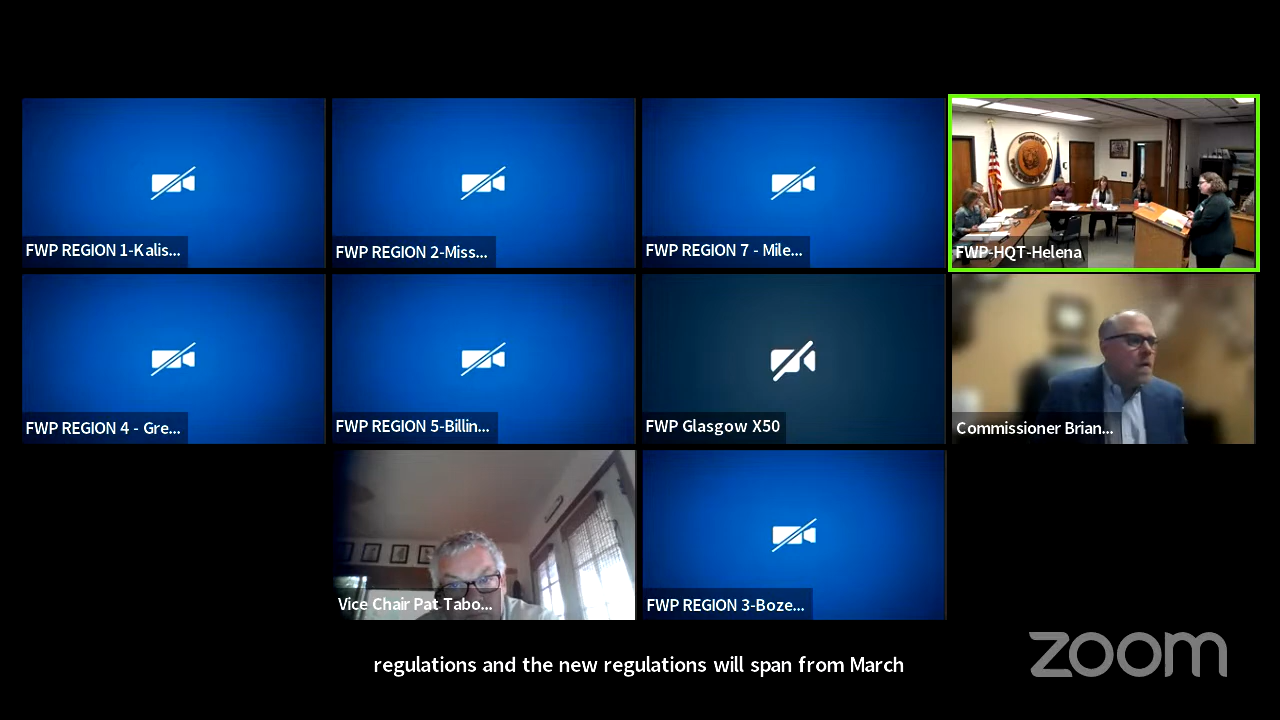 FWP REGION 1-Kalis...
FWP REGION 2-Miss...
FWP REGION 7 - Mile...
FWP-HQT-Helena
FWP REGION 4 - Gre...
FWP REGION 5-Billin...
FWP Glasgow X50
Commissioner Brian...
Vice Chair Pat Tabo...
FWP REGION 3-Boze...
regulations and the new regulations will span from March
zoom